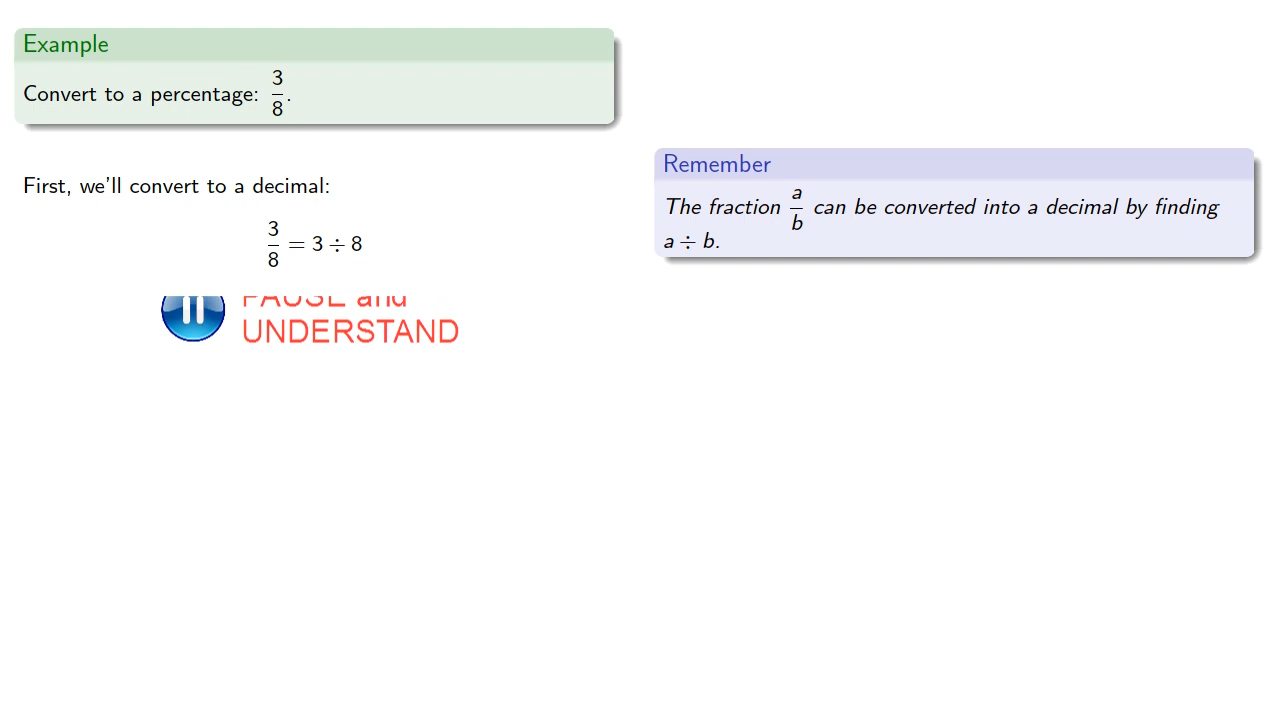 Example
Convert to a percentage: 3/8.
First, we'll convert to a decimal:
3/8 = 3 ÷ 8
PAUSE and
UNDERSTAND
Remember
The fraction a/b can be converted into a decimal by finding
a ÷ b.